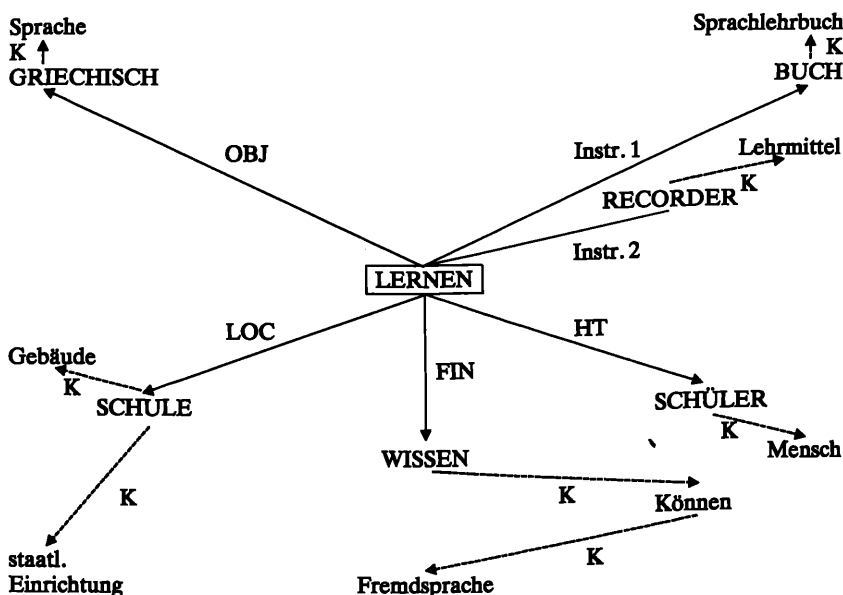 Sprache
Sprachlehrbuch
K
K
GRIECHISCH
BUCH
OBJ
Instr. 1
Lehrmittel
K
RECORDER
Instr. 2
LERNEN
LOC
HT
Gebäude
FIN
K
SCHULE
SCHÜLER
K
Mensch
WISSEN
K
K
Können
staatl.
Einrichtung
K
Fremdsprache